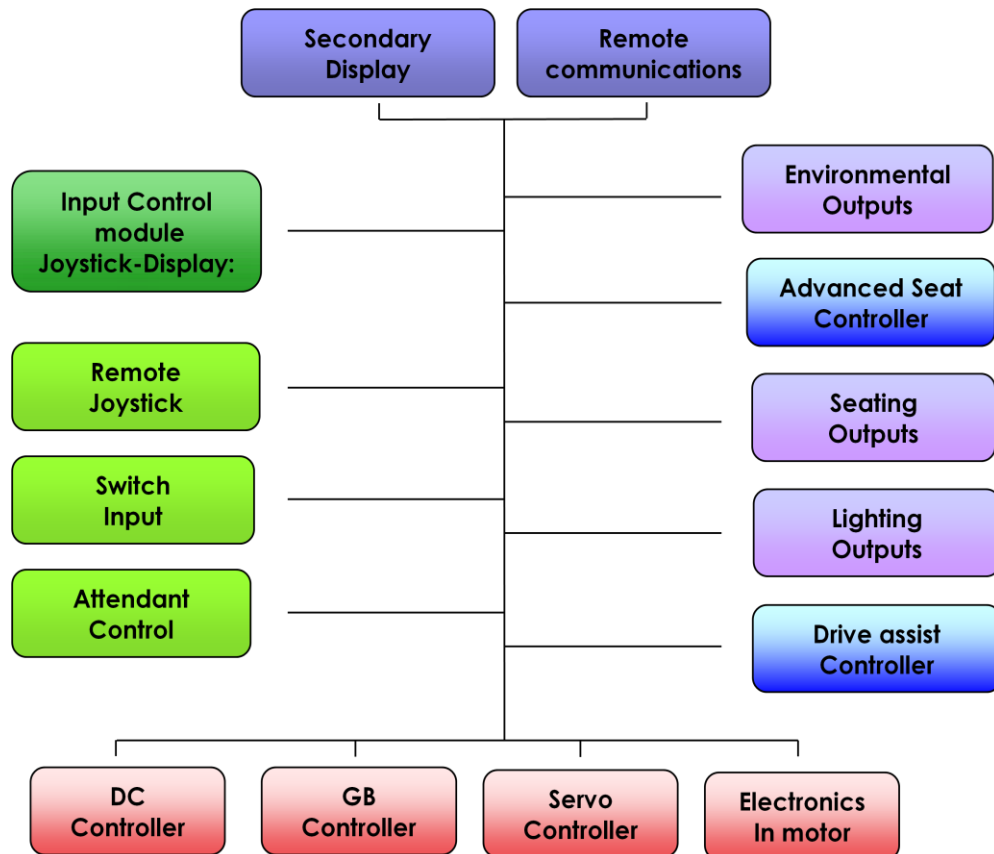 Secondary
Display
Remote
communications
Input Control
module
Joystick-Display:
Environmental
Outputs
Advanced Seat
Controller
Remote
Joystick
Seating
Outputs
Switch
Input
Lighting
Outputs
Attendant
Control
Drive assist
Controller
DC
Controller
GB
Controller
Servo
Controller
Electronics
In motor